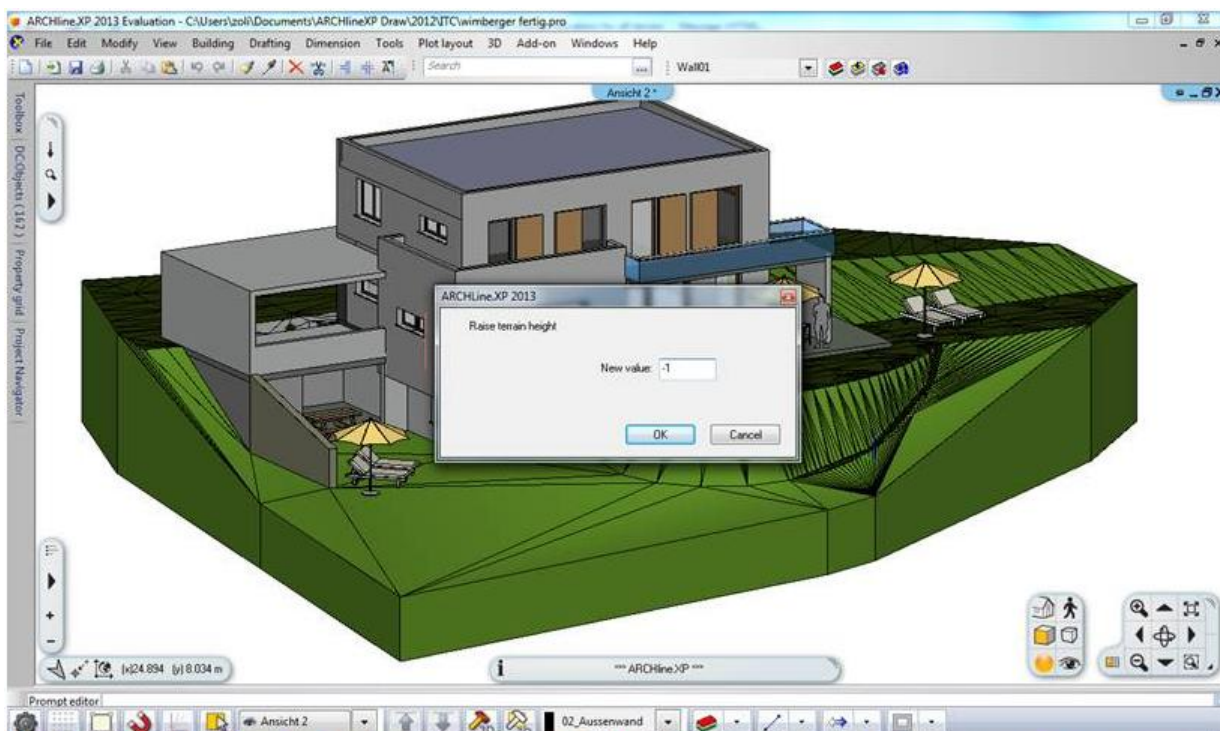 ARCHline.XP 2013 Evaluation - C:\Users\zoli\Documents\ARCHlineXP Draw\2012\ITC\wimberger fertig.pro
File Edit Modify View Building Drafting Dimension Tools Plot layout 3D Add-on Windows Help
Search ... Wall01
Ansicht 2 *
Toolbox
DC:Objects (162)
Property grid
Project Navigator
ARCHLine.XP 2013
Raise terrain height
New value: -1
OK Cancel
(x)24.894 (y) 8.034 m
*** ARCHline.XP ***
Prompt editor
Ansicht 2 02_Aussenwand